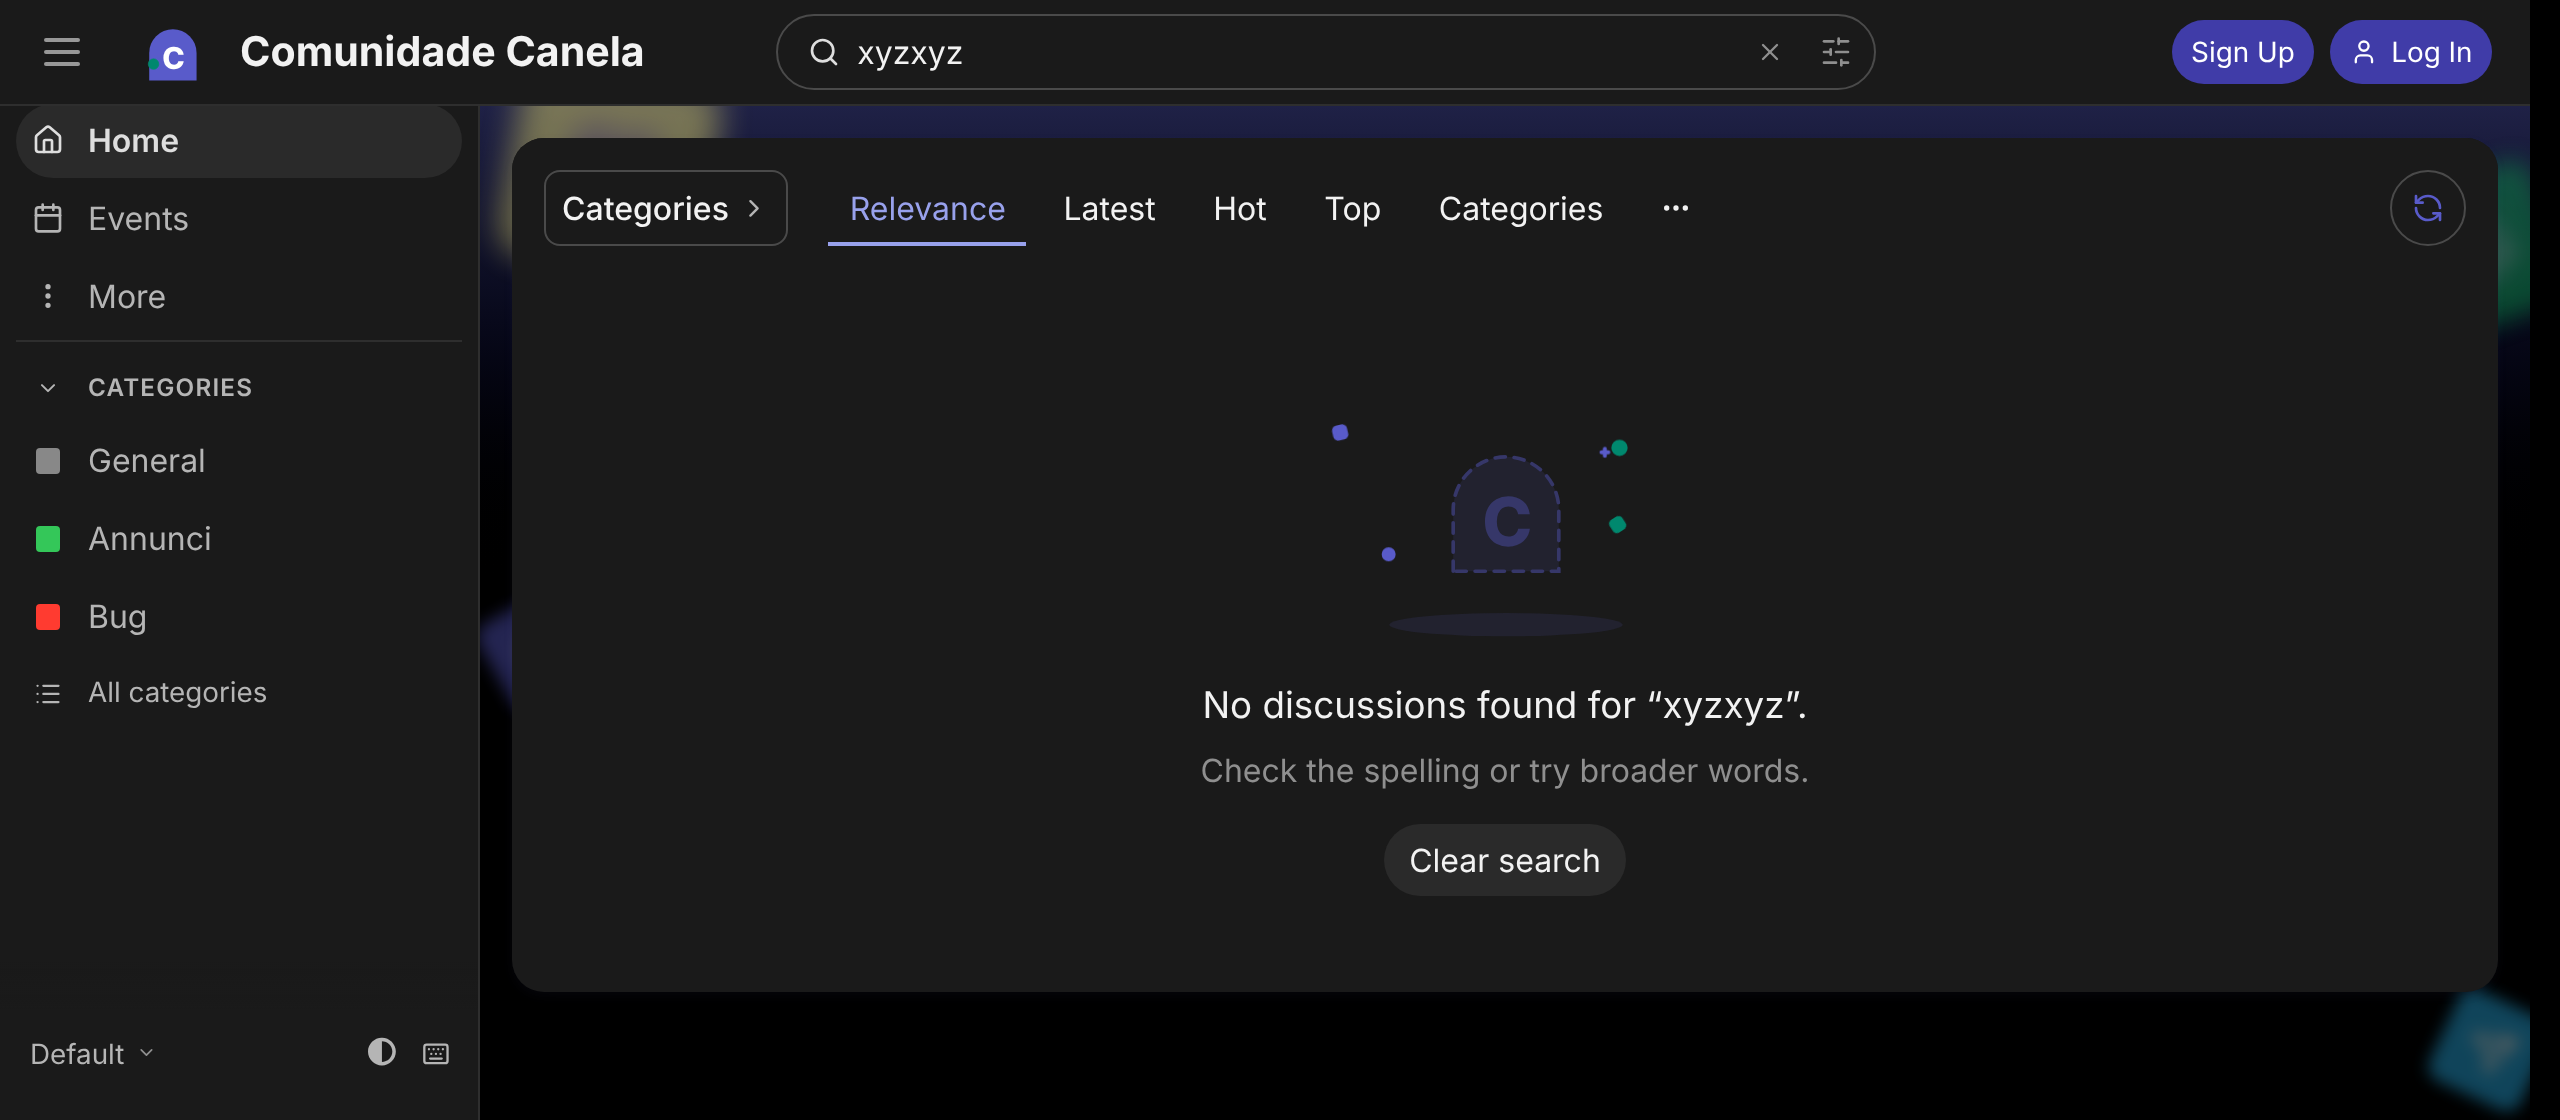 c
Comunidade Canela
xyzxyz
Sign Up
Log In
Home
Events
More
CATEGORIES
General
Annunci
Bug
All categories
Default
Categories
Relevance
Latest
Hot
Top
Categories
C
No discussions found for “xyzxyz”.
Check the spelling or try broader words.
Clear search